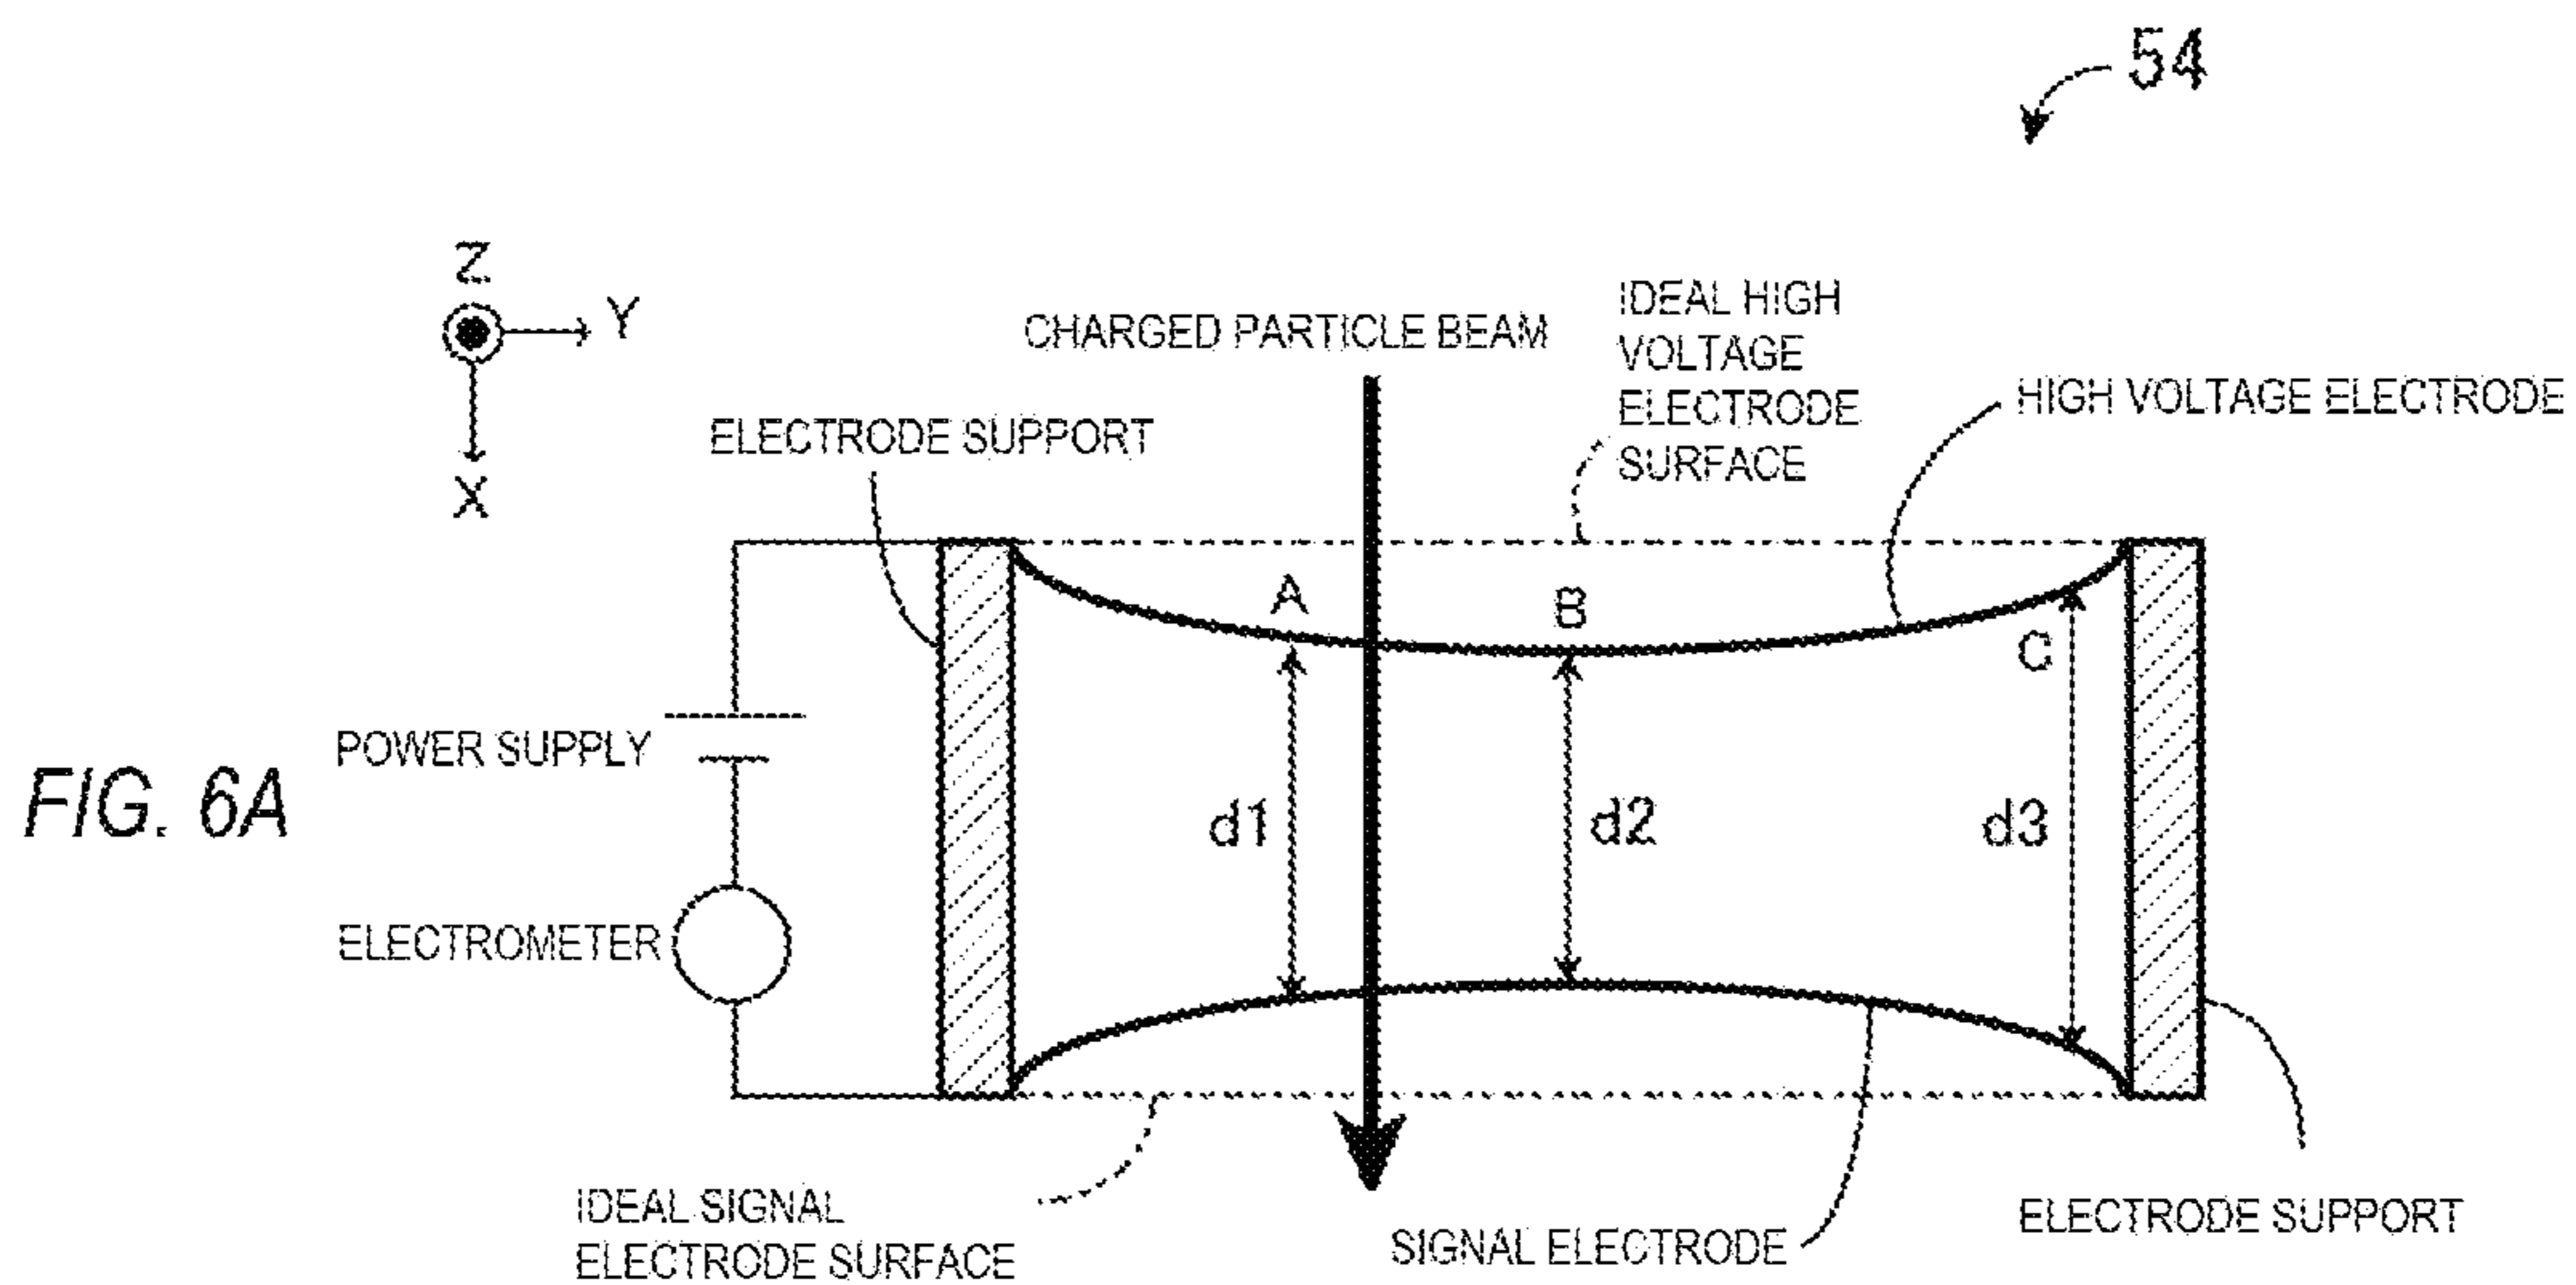 54
Z
Y
X
CHARGED PARTICLE BEAM
IDEAL HIGH
VOLTAGE
ELECTRODE
SURFACE
HIGH VOLTAGE ELECTRODE
ELECTRODE SUPPORT
A
B
C
POWER SUPPLY
d1
d2
d3
FIG. 6A
ELECTROMETER
IDEAL SIGNAL
ELECTRODE SURFACE
SIGNAL ELECTRODE
ELECTRODE SUPPORT